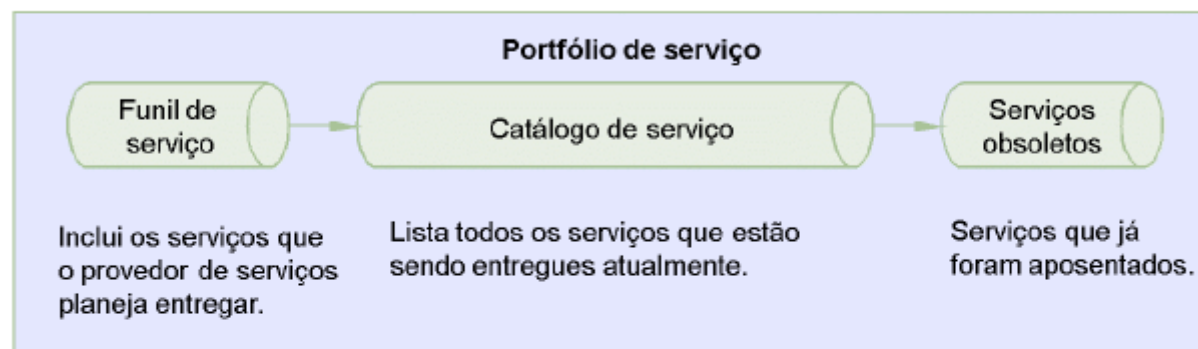 Portfólio de serviço
Funil de
serviço
Catálogo de serviço
Serviços
obsoletos
Inclui os serviços que
o provedor de serviços
planeja entregar.
Lista todos os serviços que estão
sendo entregues atualmente.
Serviços que já
foram aposentados.